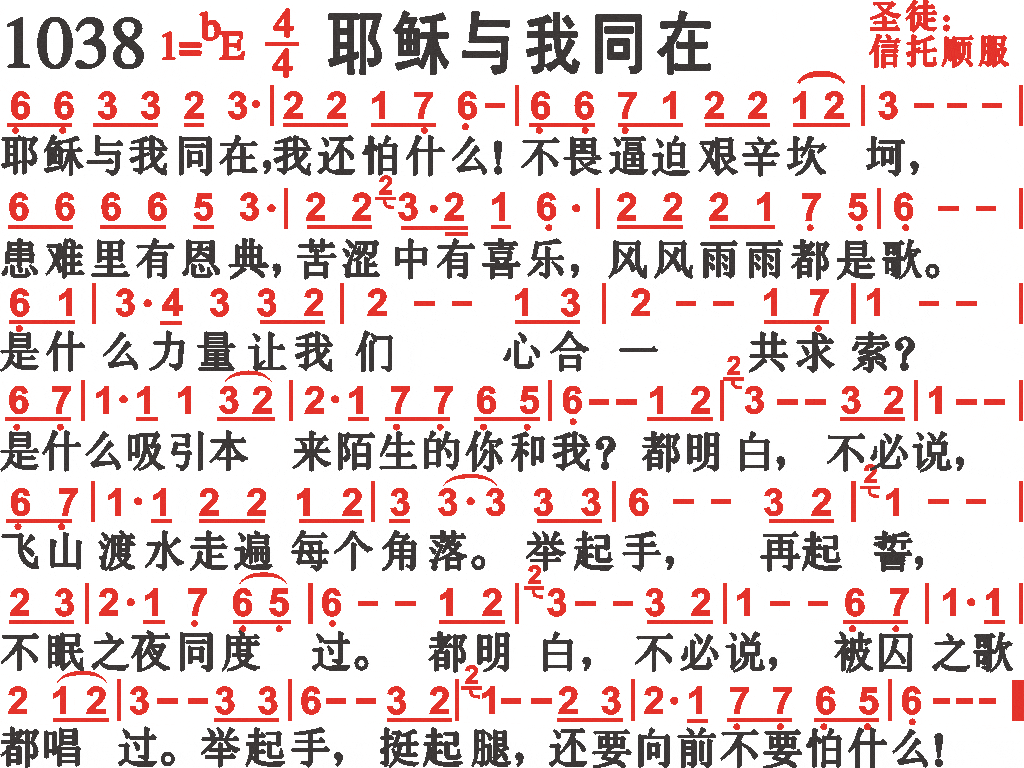 1038 1=♭E 4/4 耶稣与我同在 圣徒:
信托顺服
6 6 3 3 2 3·|2 2 1 7 6-|6 6 7 1 2 2 1 2|3 - - -|
耶稣与我同在,我还怕什么!不畏逼迫艰辛坎 坷,
6 6 6 6 5 3·|2 2 2 3·2 1 6·|2 2 2 1 7 5|6 - -|
患难里有恩典,苦涩中有喜乐,风风雨雨都是歌。
6 1|3·4 3 3 2|2 - - 1 3|2 - - 1 7|1 - -|
是什么力量让我们 心合一 共求索?
6 7|1·1 1 3 2|2·1 7 7 6 5|6 - - 1 2|2 3 - - 3 2|1 - -|
是什么吸引本 来陌生的你和我?都明白, 不必说,
6 7|1·1 2 2 1 2|3 3·3 3 3|6 - - 3 2|2 1 - -|
飞山渡水走遍每个角落。举起手, 再起誓,
2 3|2·1 7 6 5|6 - - 1 2|2 3 - - 3 2|1 - - 6 7|1·1|
不眠之夜同度 过。 都明白, 不必说, 被囚之歌
2 1 2|3 - - 3 3|6 - - 3 2|2 1 - - 2 3|2·1 7 7 6 5|6 - - -
都唱 过。举起手, 挺起腿,还要向前不要怕什么!